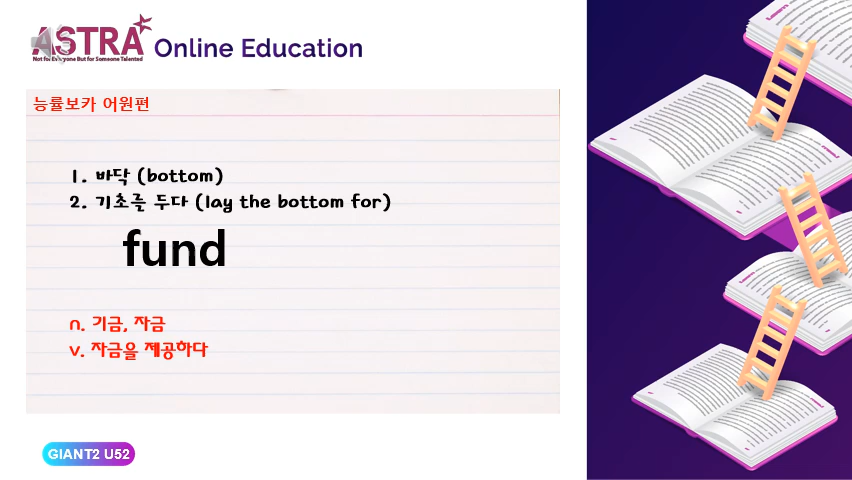 ASTRA
Not for Everyone But for Someone Talented
Online Education
능률보카 어원편
1. 바닥 (bottom)
2. 기초를 두다 (lay the bottom for)
fund
n. 기금, 자금
v. 자금을 제공하다
GIANT2 U52